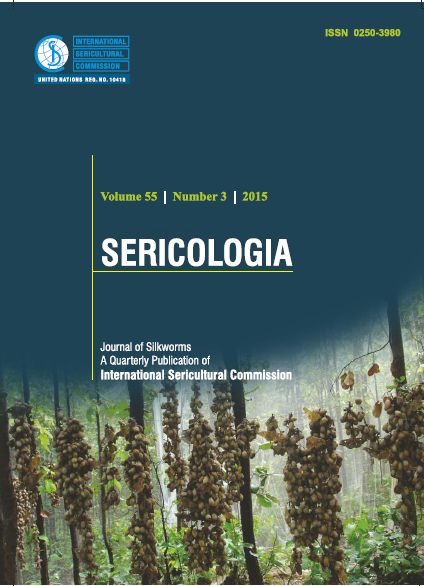 ISSN 0250-3980
INTERNATIONAL
SERICULTURAL
COMMISSION
UNITED NATIONS REG. NO. 10418
Volume 55 | Number 3 | 2015
SERICOLOGIA
Journal of Silkworms
A Quarterly Publication of
International Sericultural Commission